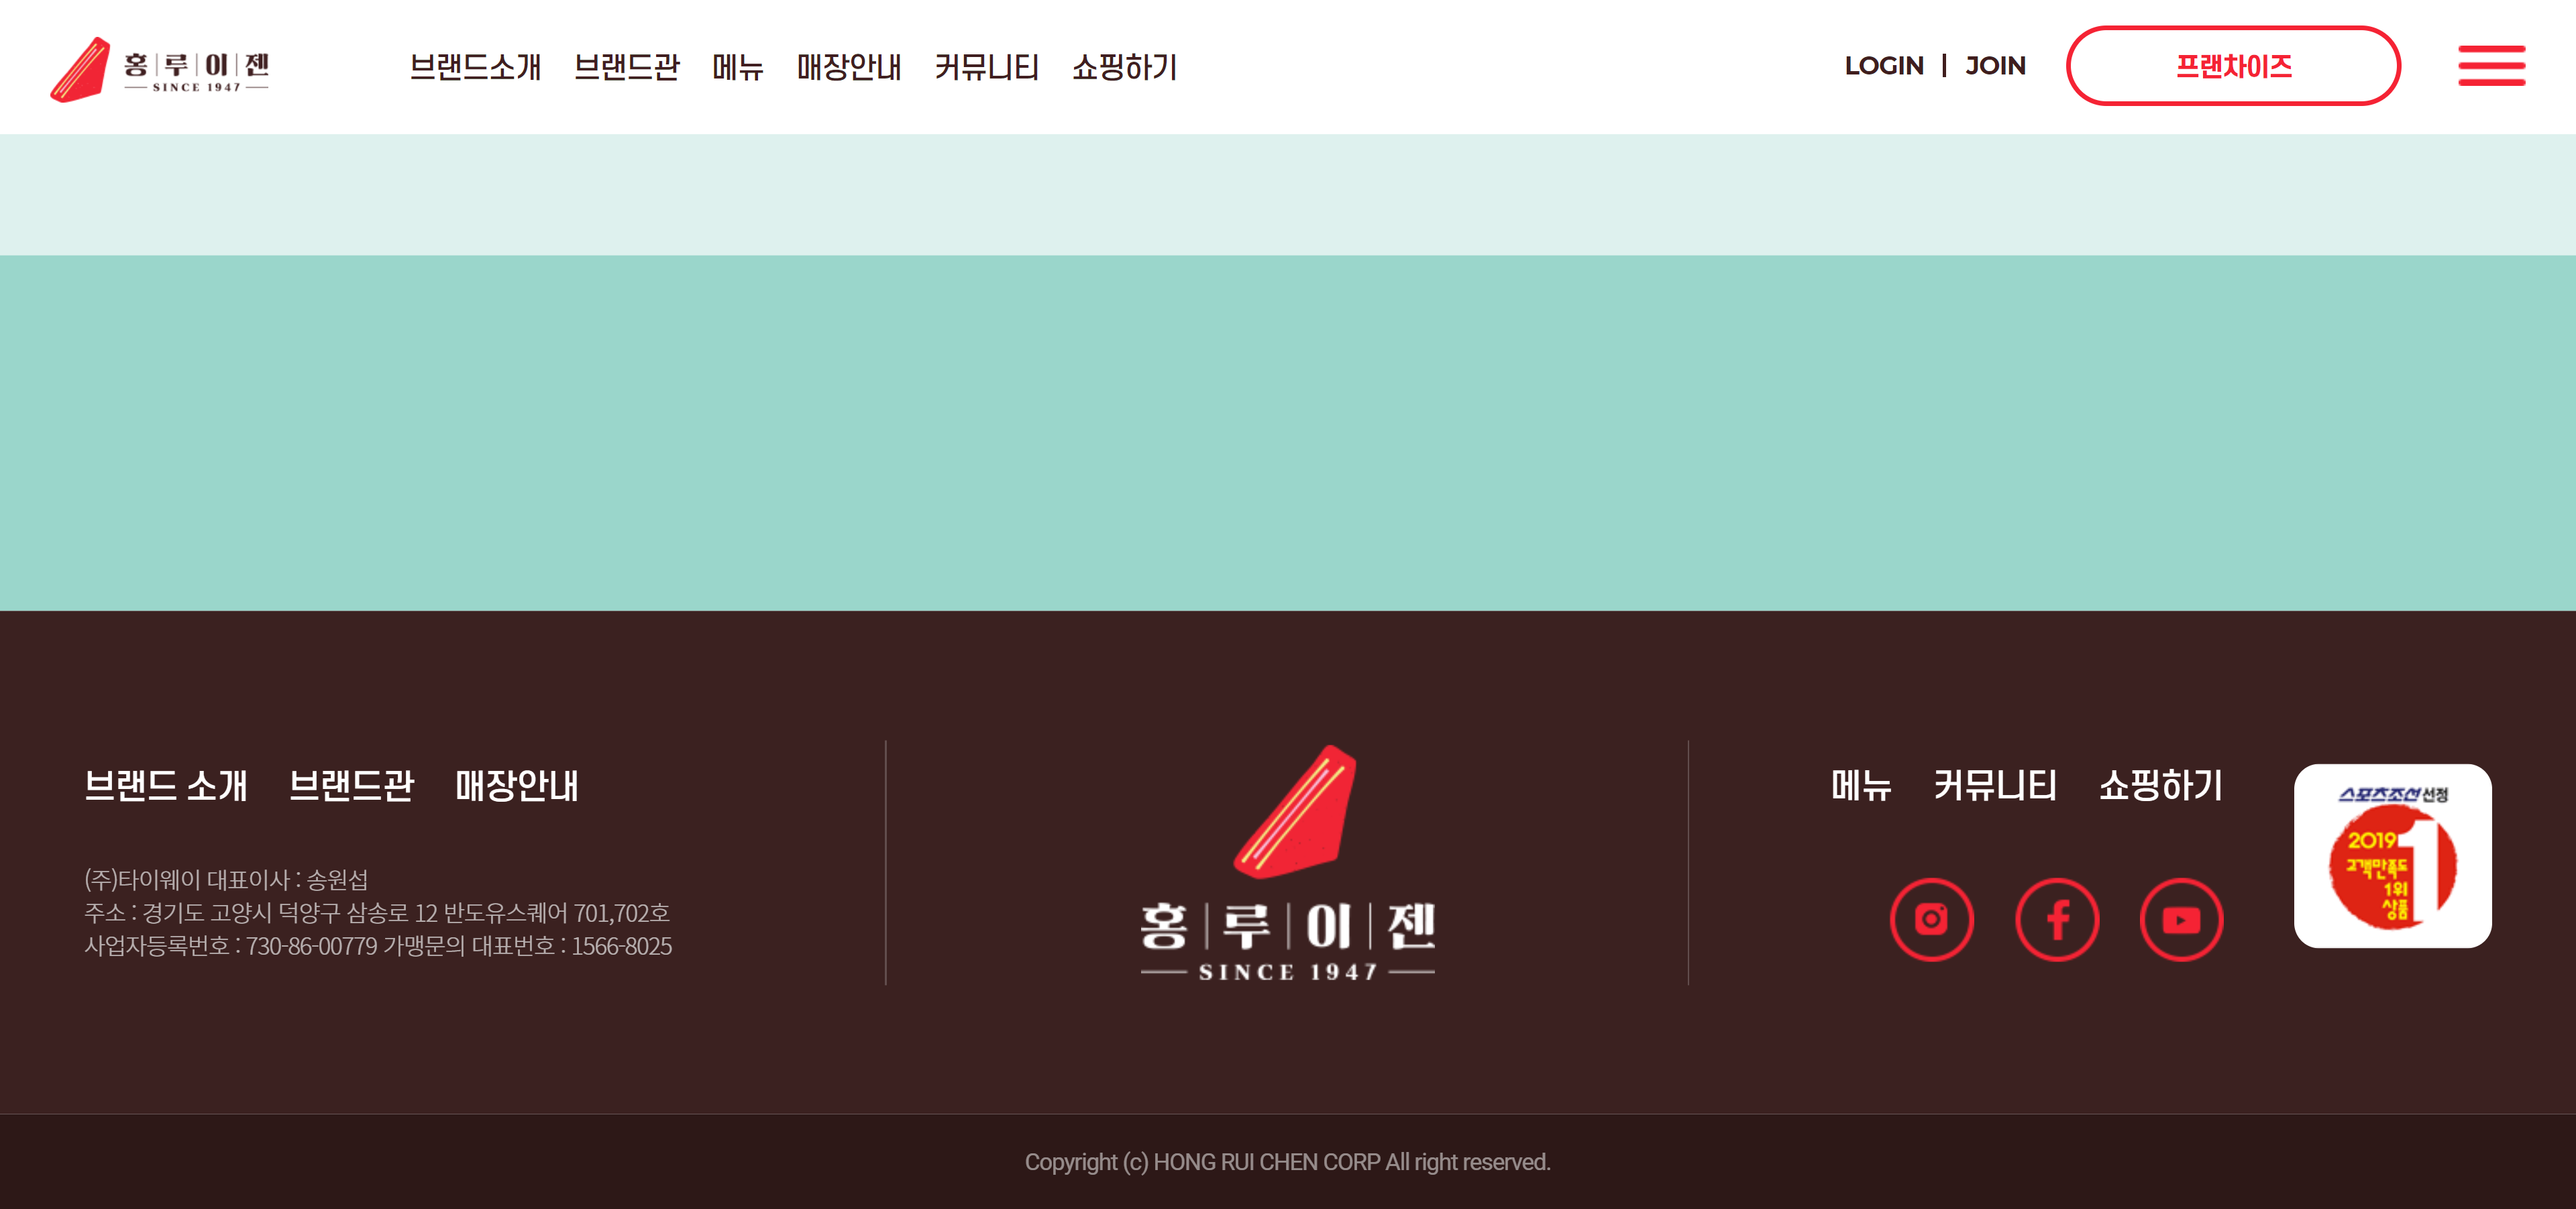 홍루이젠
SINCE 1947
브랜드소개 브랜드관 메뉴 매장안내 커뮤니티 쇼핑하기
LOGIN | JOIN
프랜차이즈
브랜드 소개 브랜드관 매장안내
(주)타이웨이 대표이사 : 송원섭
주소 : 경기도 고양시 덕양구 삼송로 12 반도유스퀘어 701,702호
사업자등록번호 : 730-86-00779 가맹문의 대표번호 : 1566-8025
홍루이젠
SINCE 1947
메뉴 커뮤니티 쇼핑하기
스포츠조선 선정
2019
고객만족도
1위
상품
1
Copyright (c) HONG RUI CHEN CORP All right reserved.